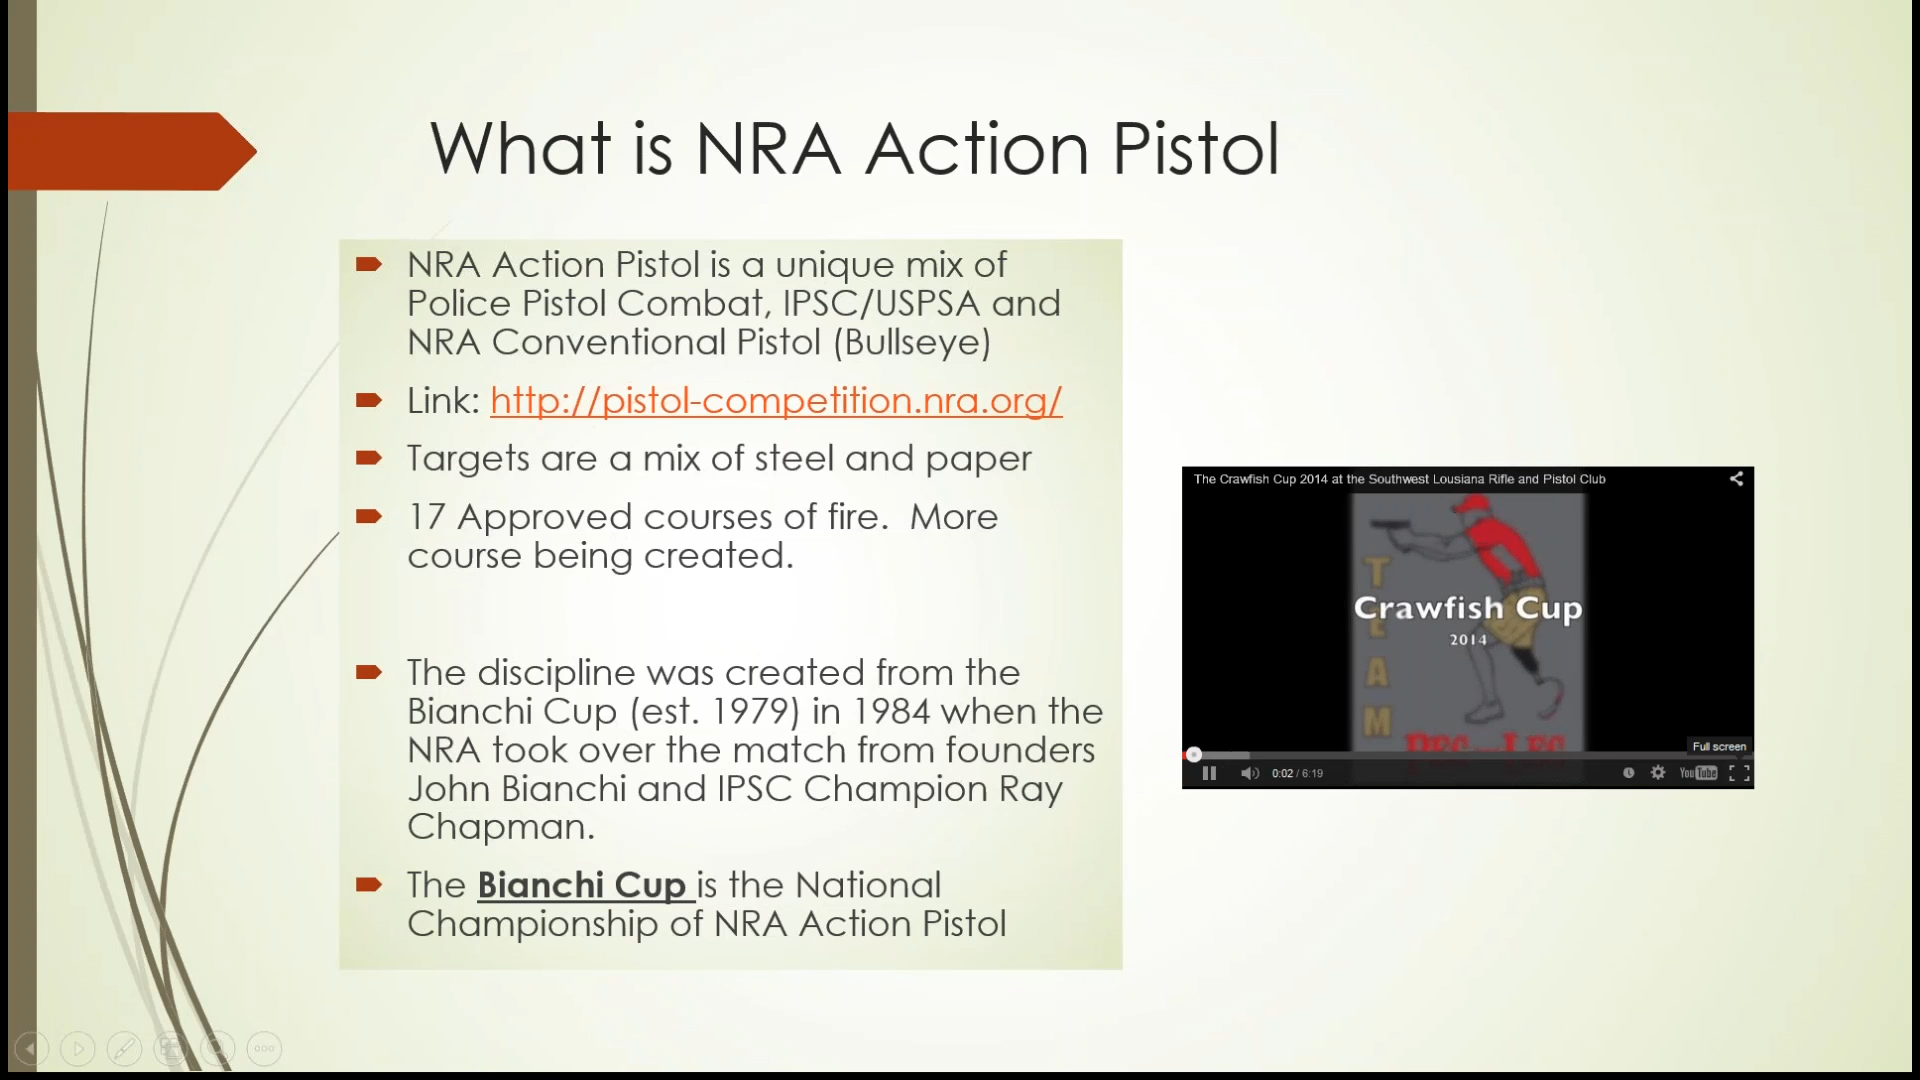 What is NRA Action Pistol
NRA Action Pistol is a unique mix of
Police Pistol Combat, IPSC/USPSA and
NRA Conventional Pistol (Bullseye)
Link: http://pistol-competition.nra.org/
Targets are a mix of steel and paper
17 Approved courses of fire.  More
course being created.
The discipline was created from the
Bianchi Cup (est. 1979) in 1984 when the
NRA took over the match from founders
John Bianchi and IPSC Champion Ray
Chapman.
The Bianchi Cup is the National
Championship of NRA Action Pistol
The Crawfish Cup 2014 at the Southwest Lousiana Rifle and Pistol Club
TEAM
Crawfish Cup
2014
Full screen
0:02 / 6:19
YouTube